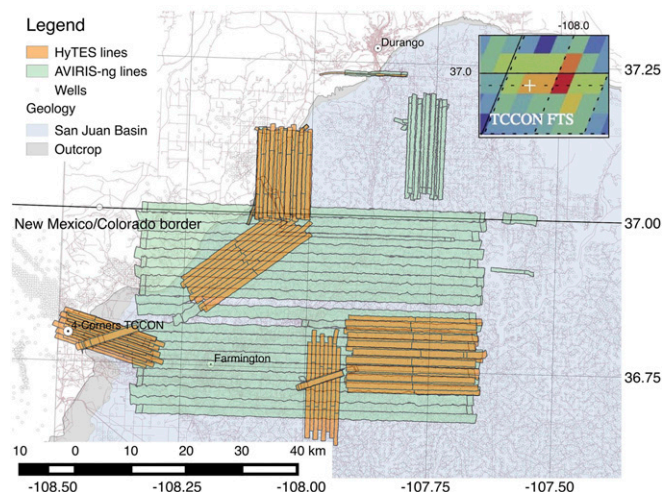 Legend
HyTES lines
AVIRIS-ng lines
Wells
Geology
San Juan Basin
Outcrop
Durango
-108.0
37.0
TCCON FTS
37.25
New Mexico/Colorado border
37.00
4-Corners TCCON
Farmington
36.75
10 0 10 20 30 40 km
-108.50 -108.25 -108.00 -107.75 -107.50